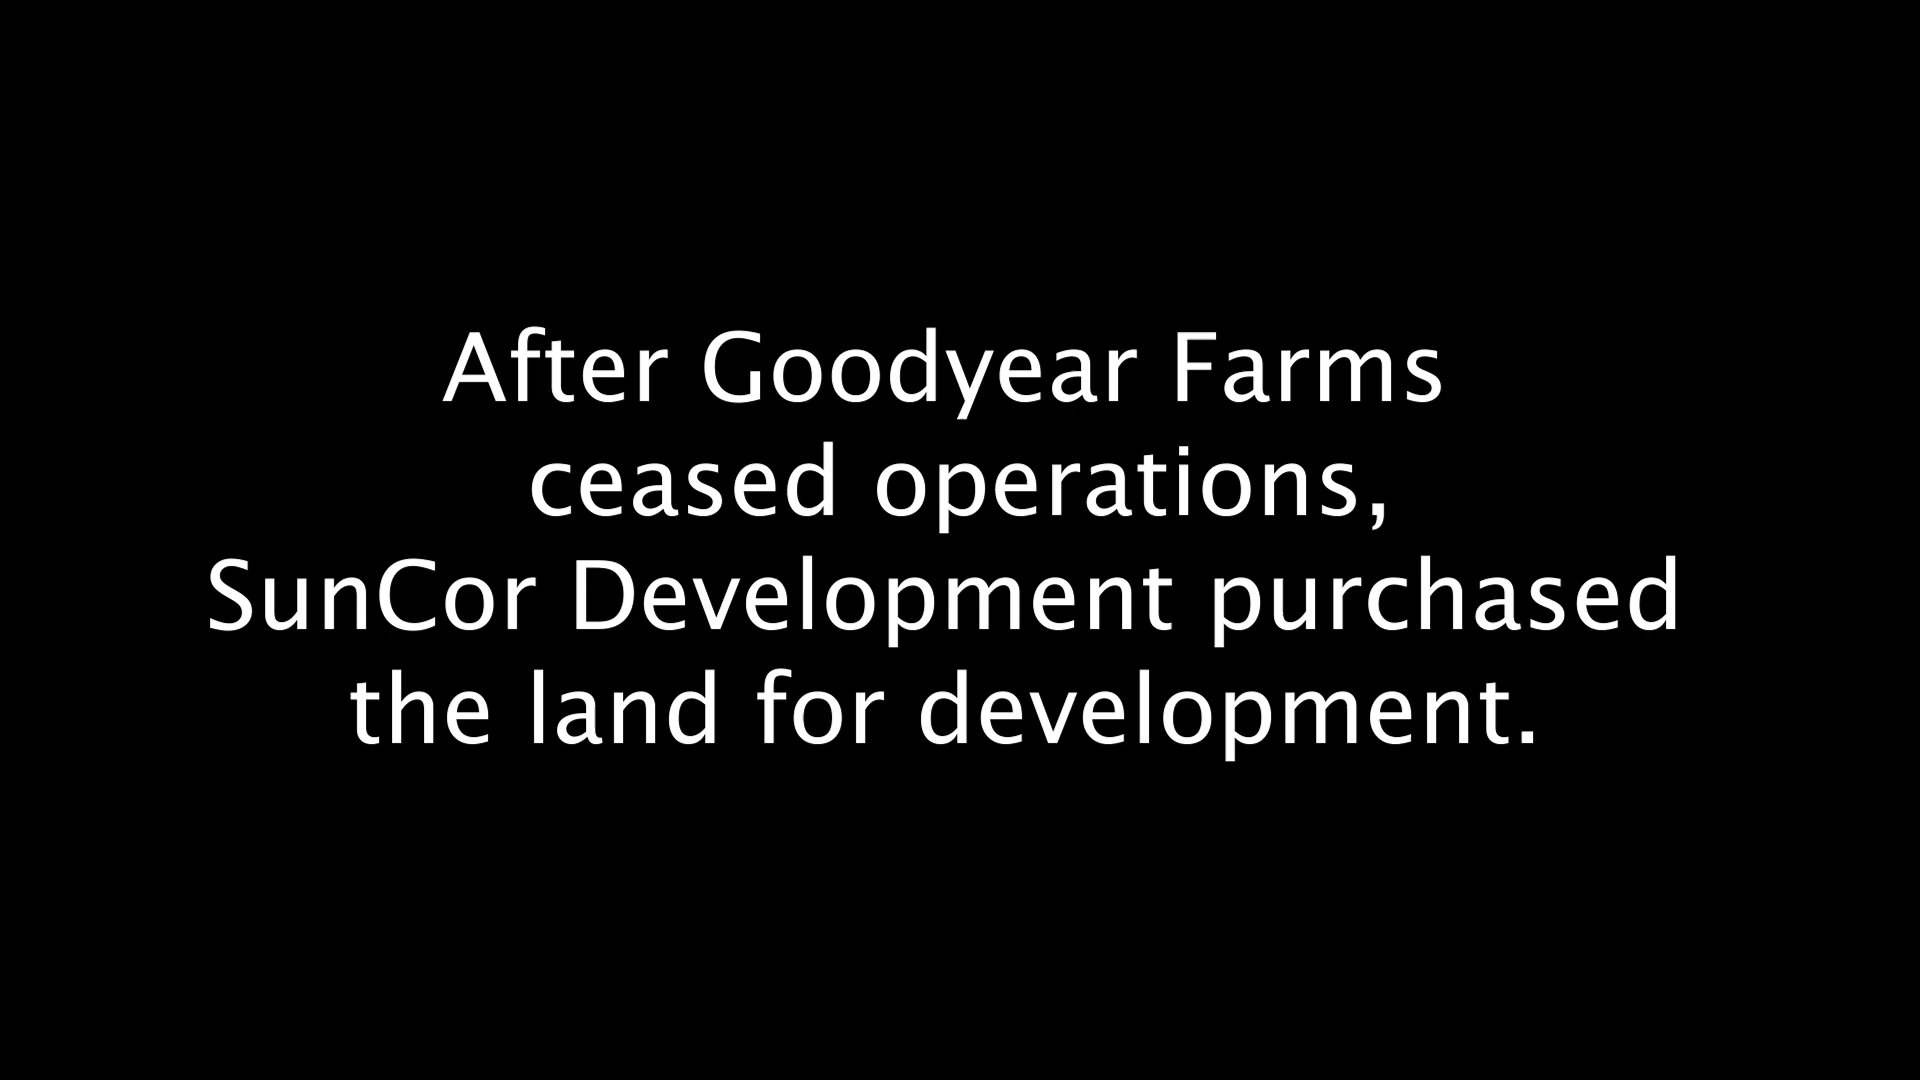 After Goodyear Farms
ceased operations,
SunCor Development purchased
the land for development.